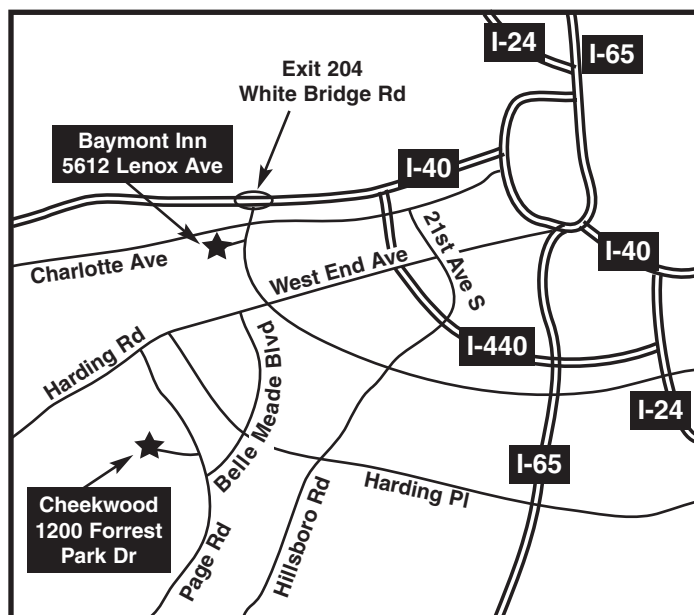 I-24
I-65
Exit 204
White Bridge Rd
Baymont Inn
5612 Lenox Ave
I-40
21st Ave S
I-40
Charlotte Ave
West End Ave
Harding Rd
Belle Meade Blvd
I-440
I-24
I-65
Harding Pl
Cheekwood
1200 Forrest
Park Dr
Page Rd
Hillsboro Rd